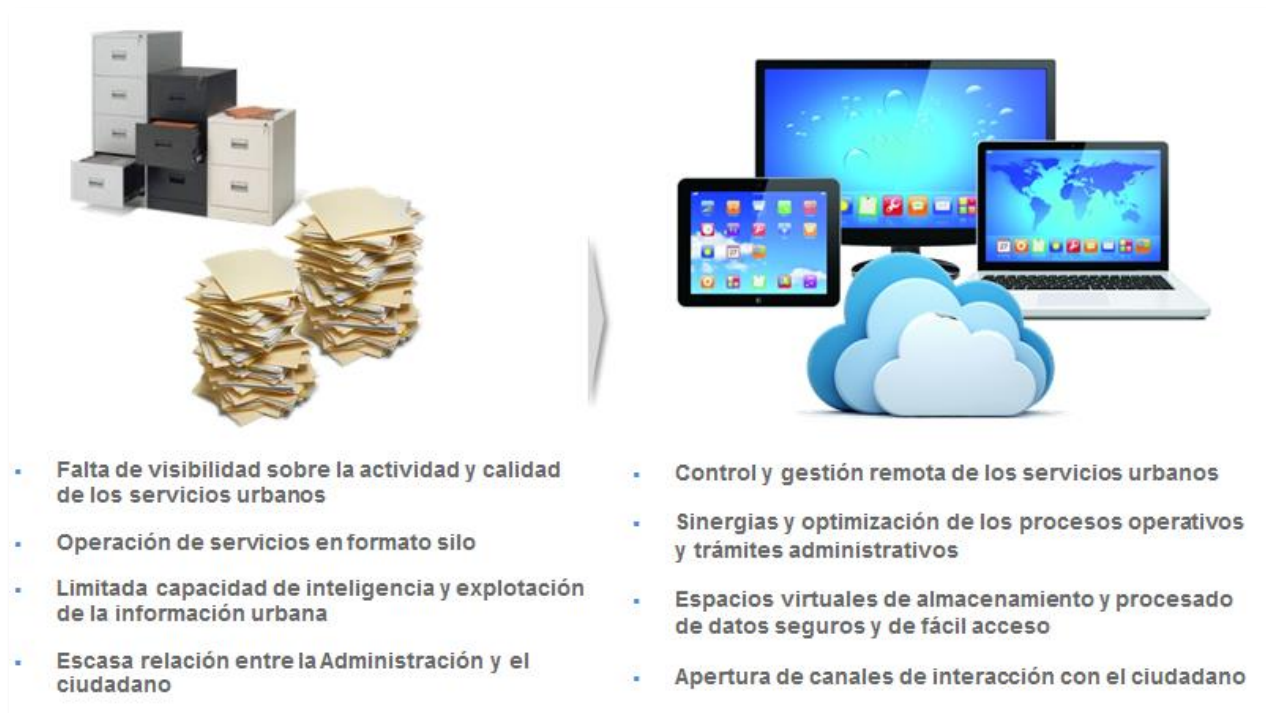 Falta de visibilidad sobre la actividad y calidad
de los servicios urbanos
Operación de servicios en formato silo
Limitada capacidad de inteligencia y explotación
de la información urbana
Escasa relación entre la Administración y el
ciudadano
Control y gestión remota de los servicios urbanos
Sinergias y optimización de los procesos operativos
y trámites administrativos
Espacios virtuales de almacenamiento y procesado
de datos seguros y de fácil acceso
Apertura de canales de interacción con el ciudadano